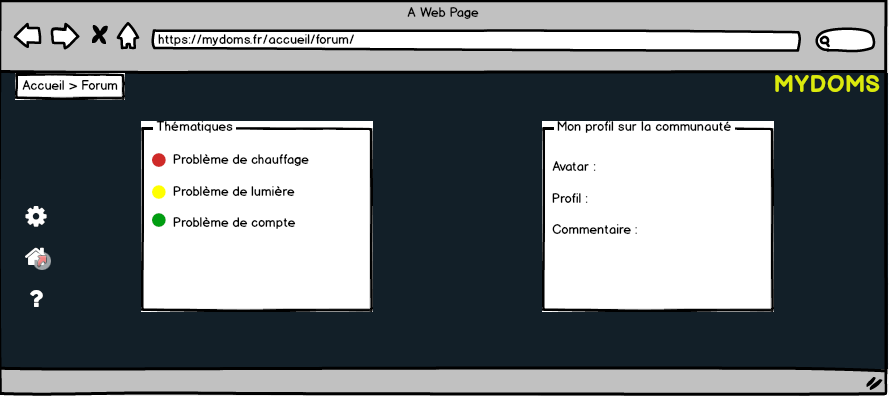 A Web Page
https://mydoms.fr/accueil/forum/
Accueil > Forum
MYDOMS
Thématiques
Problème de chauffage
Problème de lumière
Problème de compte
Mon profil sur la communauté
Avatar :
Profil :
Commentaire :
?